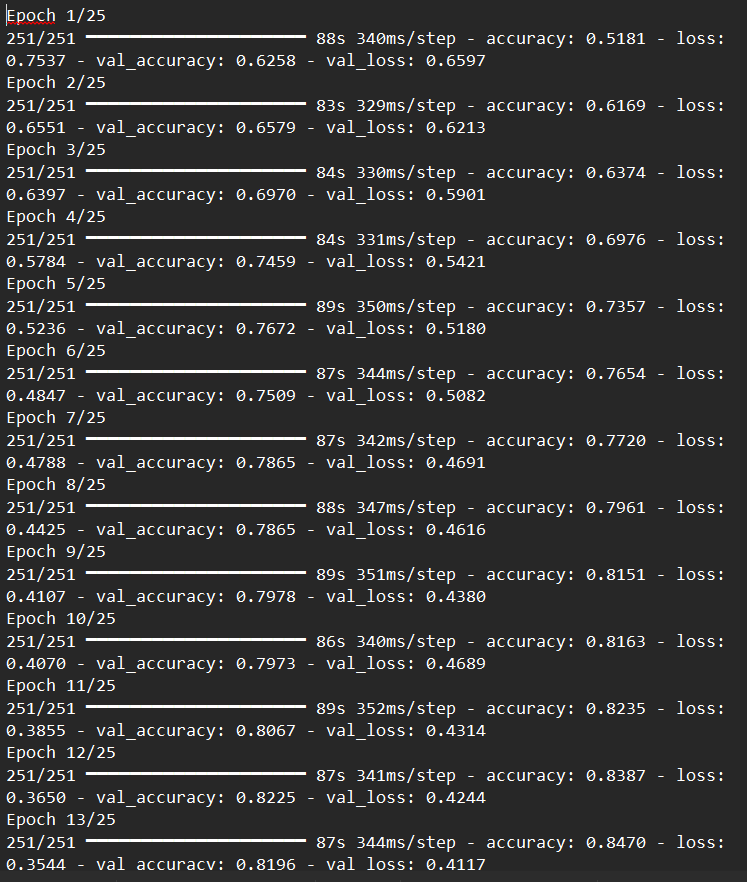 Epoch 1/25
251/251 ━━━━━━━━━━━━━━━━━━━━ 88s 340ms/step - accuracy: 0.5181 - loss:
0.7537 - val_accuracy: 0.6258 - val_loss: 0.6597
Epoch 2/25
251/251 ━━━━━━━━━━━━━━━━━━━━ 83s 329ms/step - accuracy: 0.6169 - loss:
0.6551 - val_accuracy: 0.6579 - val_loss: 0.6213
Epoch 3/25
251/251 ━━━━━━━━━━━━━━━━━━━━ 84s 330ms/step - accuracy: 0.6374 - loss:
0.6397 - val_accuracy: 0.6970 - val_loss: 0.5901
Epoch 4/25
251/251 ━━━━━━━━━━━━━━━━━━━━ 84s 331ms/step - accuracy: 0.6976 - loss:
0.5784 - val_accuracy: 0.7459 - val_loss: 0.5421
Epoch 5/25
251/251 ━━━━━━━━━━━━━━━━━━━━ 89s 350ms/step - accuracy: 0.7357 - loss:
0.5236 - val_accuracy: 0.7672 - val_loss: 0.5180
Epoch 6/25
251/251 ━━━━━━━━━━━━━━━━━━━━ 87s 344ms/step - accuracy: 0.7654 - loss:
0.4847 - val_accuracy: 0.7509 - val_loss: 0.5082
Epoch 7/25
251/251 ━━━━━━━━━━━━━━━━━━━━ 87s 342ms/step - accuracy: 0.7720 - loss:
0.4788 - val_accuracy: 0.7865 - val_loss: 0.4691
Epoch 8/25
251/251 ━━━━━━━━━━━━━━━━━━━━ 88s 347ms/step - accuracy: 0.7961 - loss:
0.4425 - val_accuracy: 0.7865 - val_loss: 0.4616
Epoch 9/25
251/251 ━━━━━━━━━━━━━━━━━━━━ 89s 351ms/step - accuracy: 0.8151 - loss:
0.4107 - val_accuracy: 0.7978 - val_loss: 0.4380
Epoch 10/25
251/251 ━━━━━━━━━━━━━━━━━━━━ 86s 340ms/step - accuracy: 0.8163 - loss:
0.4070 - val_accuracy: 0.7973 - val_loss: 0.4689
Epoch 11/25
251/251 ━━━━━━━━━━━━━━━━━━━━ 89s 352ms/step - accuracy: 0.8235 - loss:
0.3855 - val_accuracy: 0.8067 - val_loss: 0.4314
Epoch 12/25
251/251 ━━━━━━━━━━━━━━━━━━━━ 87s 341ms/step - accuracy: 0.8387 - loss:
0.3650 - val_accuracy: 0.8225 - val_loss: 0.4244
Epoch 13/25
251/251 ━━━━━━━━━━━━━━━━━━━━ 87s 344ms/step - accuracy: 0.8470 - loss:
0.3544 - val_accuracy: 0.8196 - val_loss: 0.4117